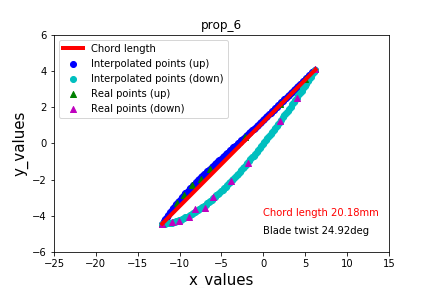 prop_6
Chord length
Interpolated points (up)
Interpolated points (down)
Real points (up)
Real points (down)
6
4
2
0
−2
−4
−6
y_values
Chord length 20.18mm
Blade twist 24.92deg
−25 −20 −15 −10 −5 0 5 10 15
x_values